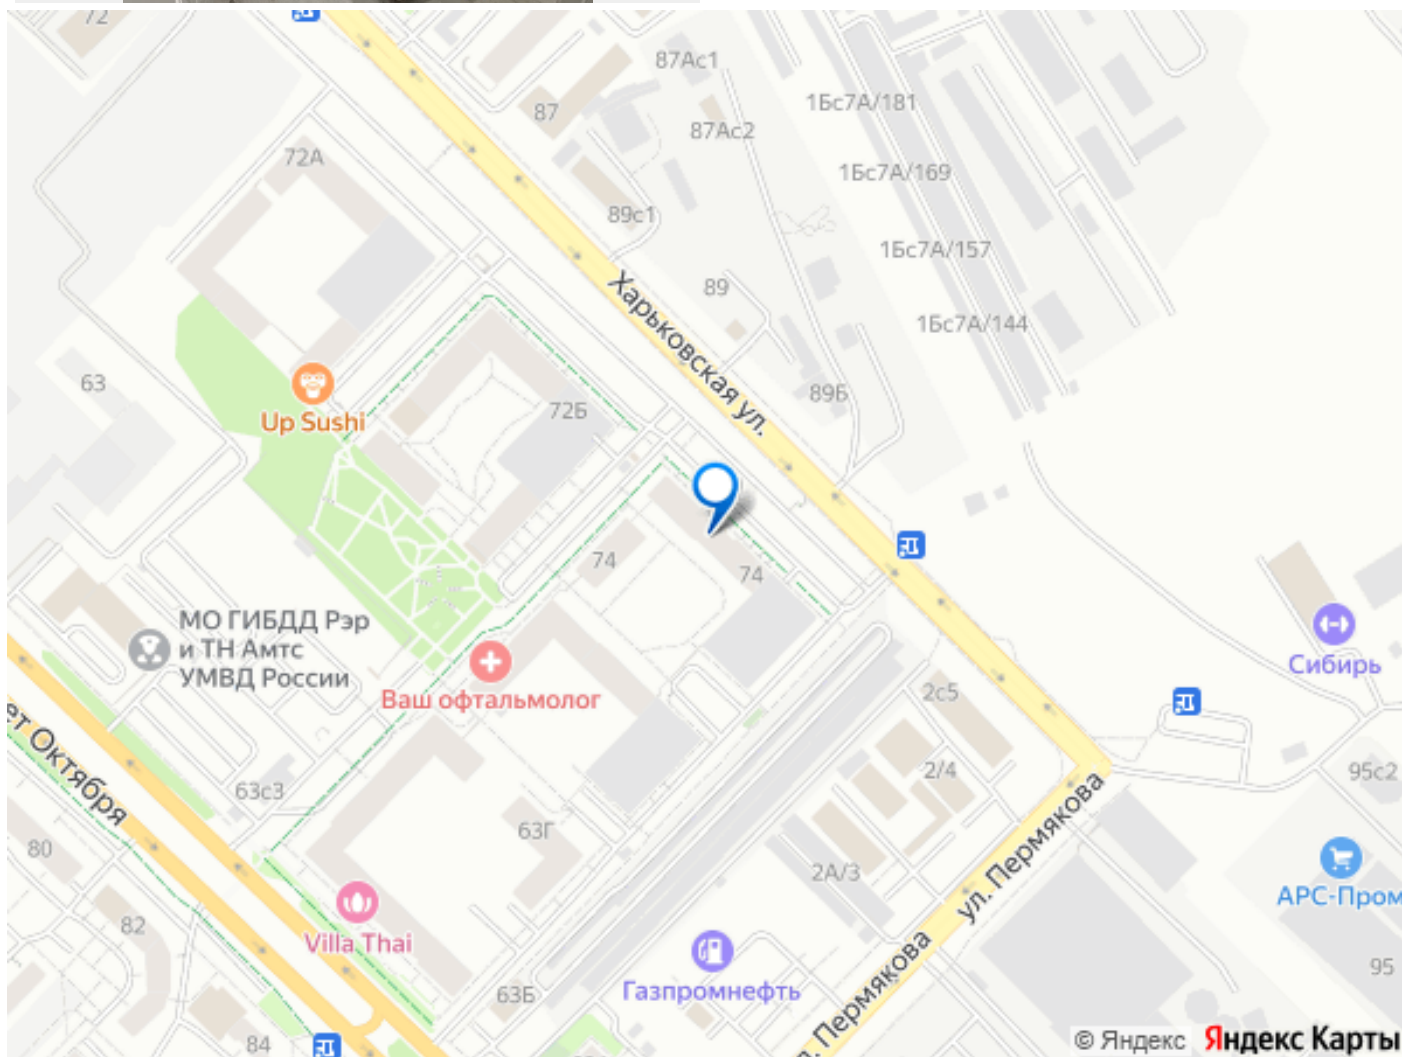 72
87Ас1
87
1Бс7А/181
87Ас2
72А
1Бс7А/169
89с1
1Бс7А/157
89
Харьковская ул.
1Бс7А/144
63
89Б
Up Sushi
72Б
74
74
МО ГИБДД Рэр
и ТН Амтс
УМВД России
Сибирь
Ваш офтальмолог
2с5
ет Октября
63с3
2/4
95с2
ул. Пермякова
63Г
80
2А/3
АРС-Пром
82
Villa Thai
Газпромнефть
95
63Б
. Пермякова
84
© Яндекс Яндекс Карты